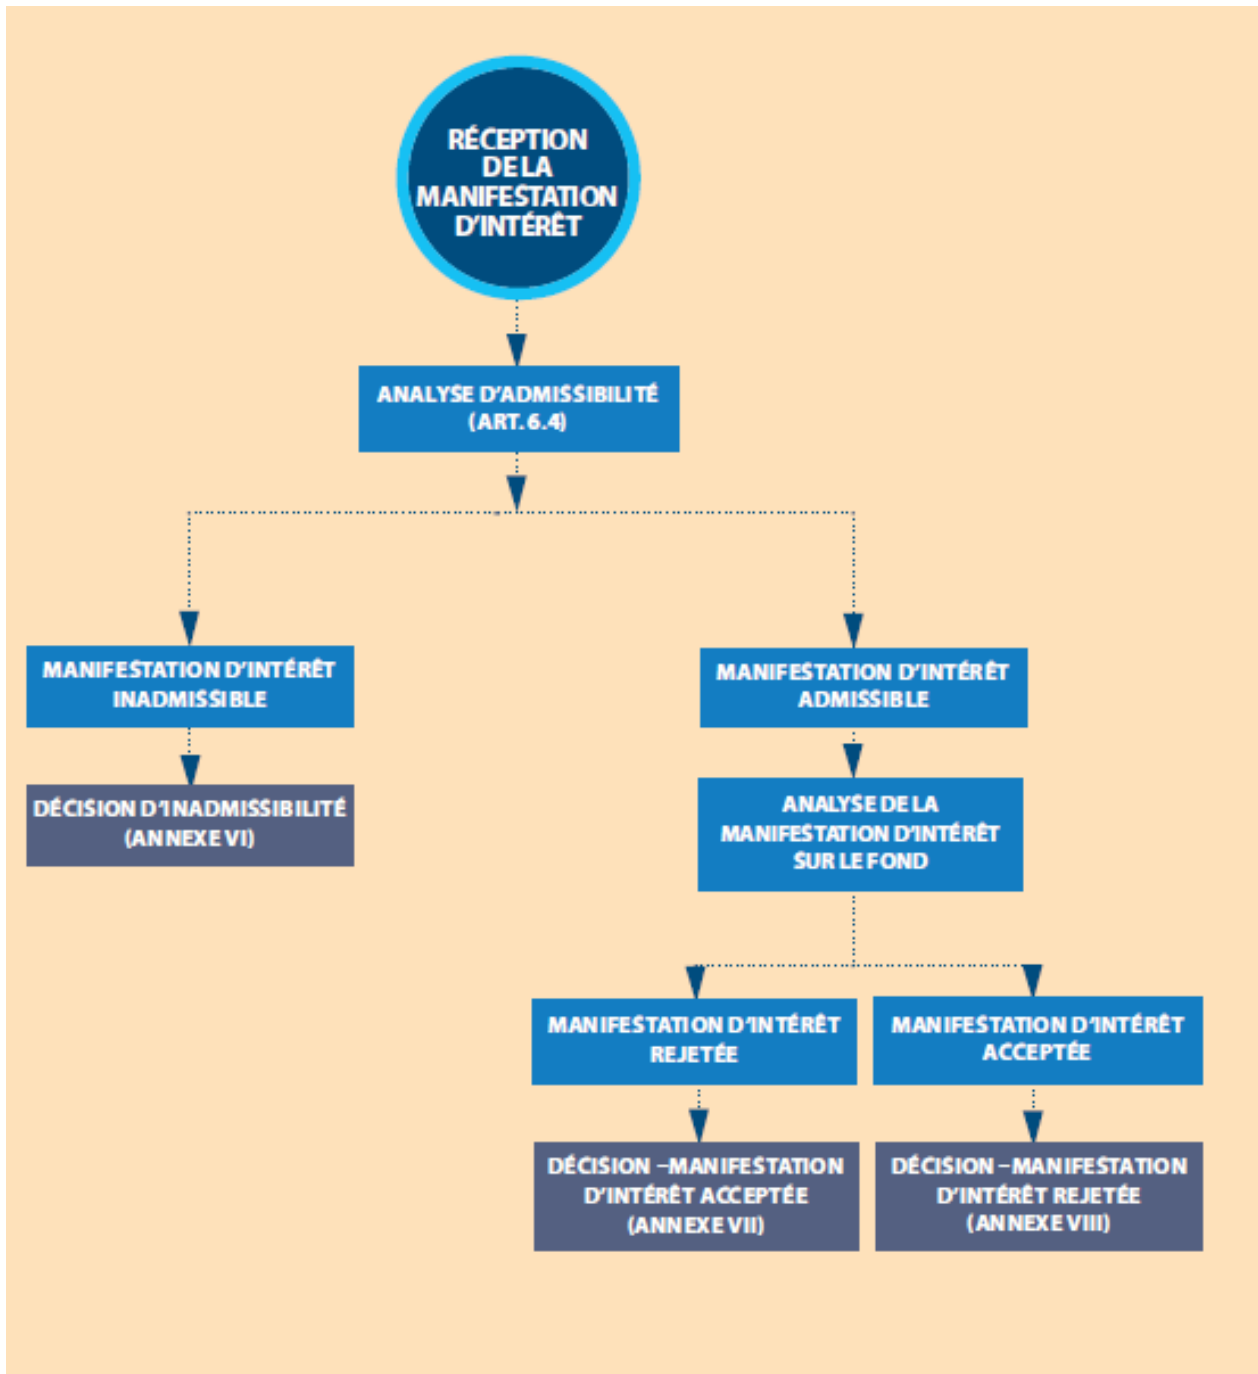 RÉCEPTION
DE LA
MANIFESTATION
D'INTÉRÊT
ANALYSE D'ADMISSIBILITÉ
(ART. 6.4)
MANIFESTATION D'INTÉRÊT
INADMISSIBLE
DÉCISION D'INADMISSIBILITÉ
(ANNEXE VI)
MANIFESTATION D'INTÉRÊT
ADMISSIBLE
ANALYSE DE LA
MANIFESTATION D'INTÉRÊT
SUR LE FOND
MANIFESTATION D'INTÉRÊT
REJETÉE
MANIFESTATION D'INTÉRÊT
ACCEPTÉE
DÉCISION –MANIFESTATION
D'INTÉRÊT ACCEPTÉE
(ANNEXE VII)
DÉCISION –MANIFESTATION
D'INTÉRÊT REJETÉE
(ANNEXE VIII)